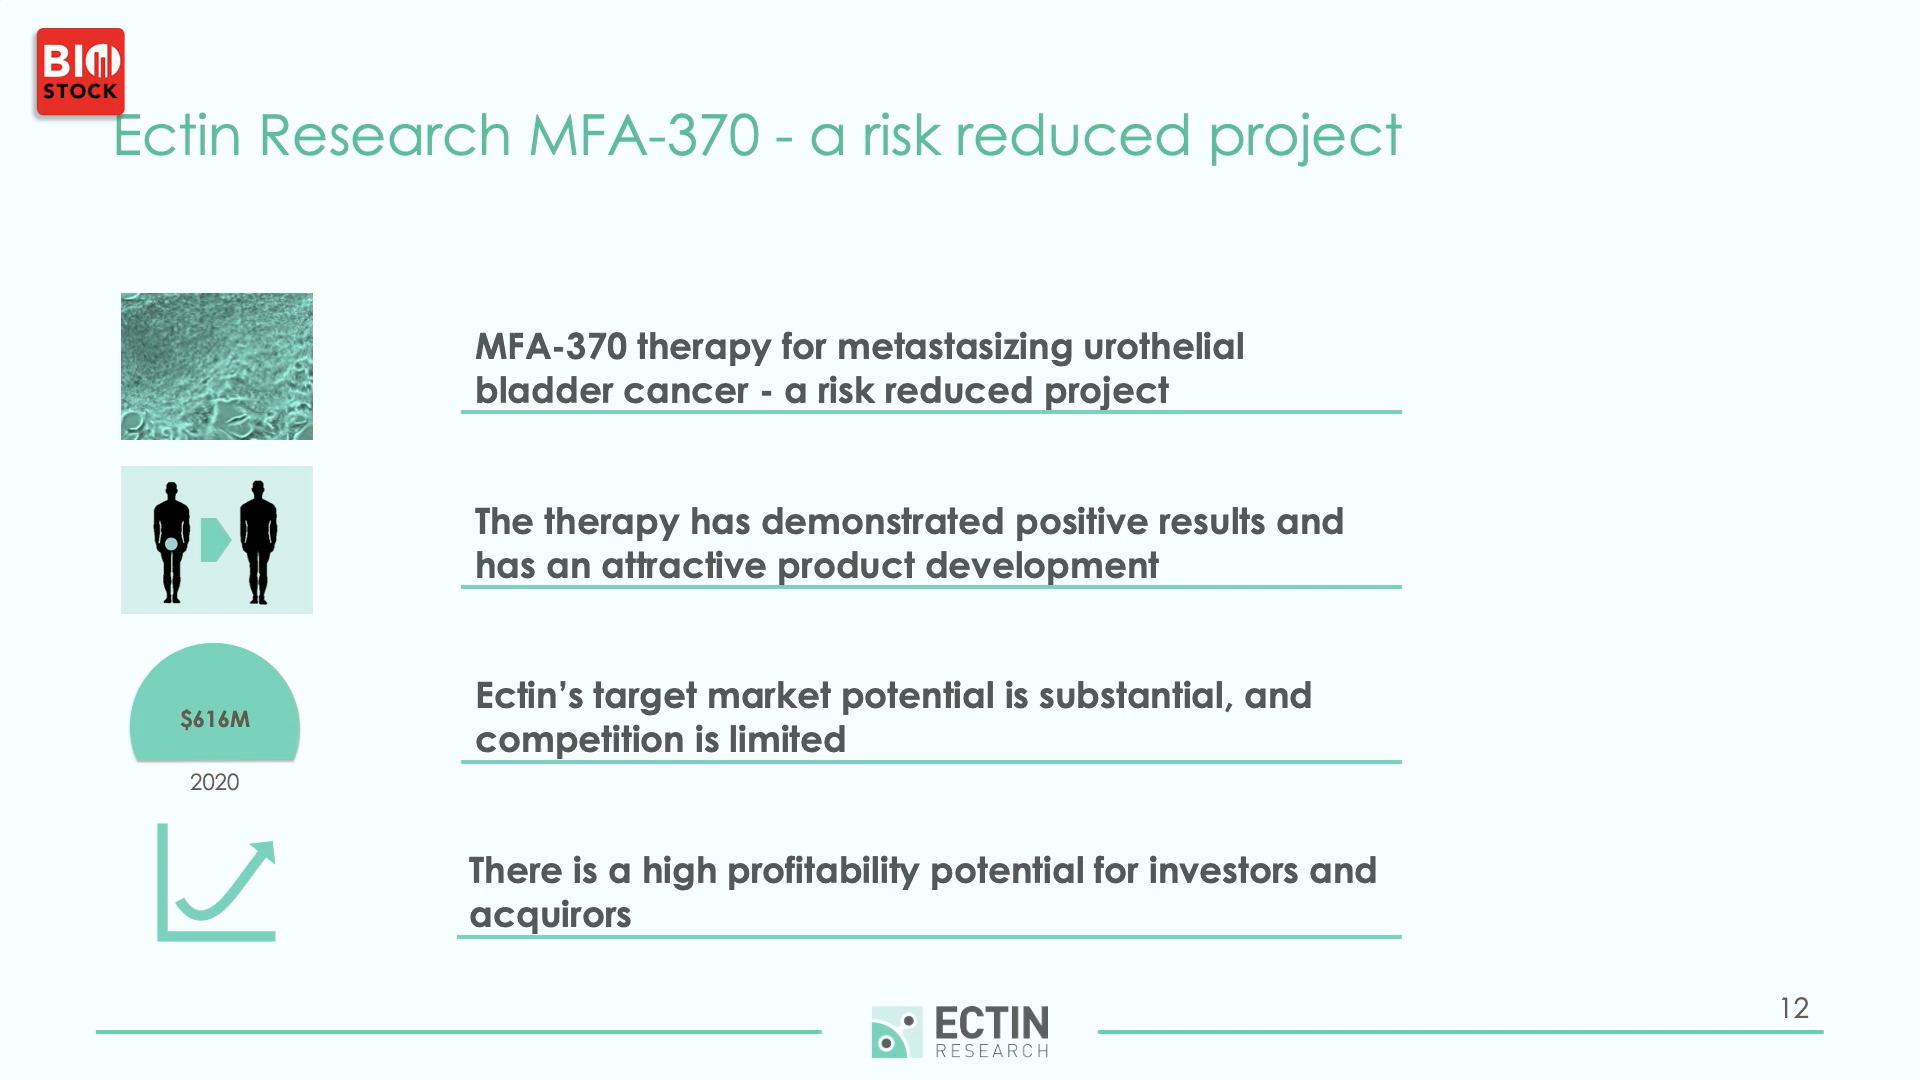 BIO
STOCK
Ectin Research MFA-370 - a risk reduced project
MFA-370 therapy for metastasizing urothelial
bladder cancer - a risk reduced project
The therapy has demonstrated positive results and
has an attractive product development
$616M
2020
Ectin’s target market potential is substantial, and
competition is limited
There is a high profitability potential for investors and
acquirors
ECTIN
RESEARCH
12